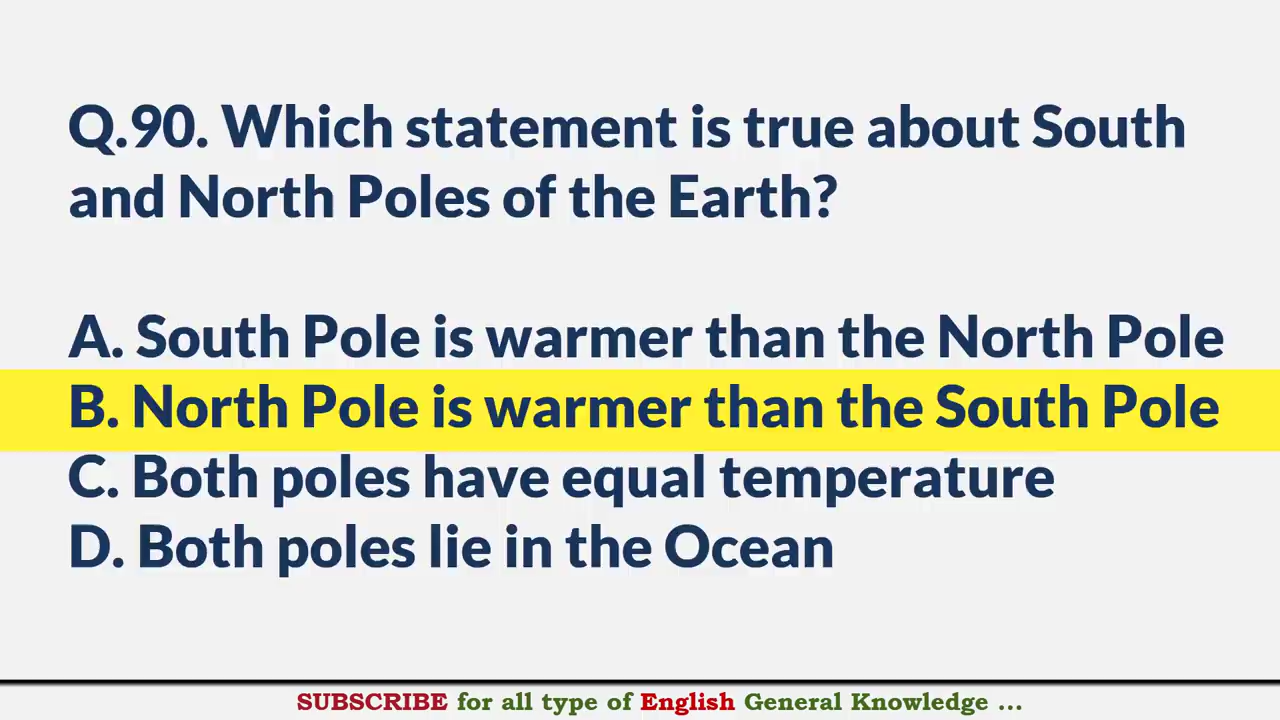 Q.90. Which statement is true about South
and North Poles of the Earth?
A. South Pole is warmer than the North Pole
B. North Pole is warmer than the South Pole
C. Both poles have equal temperature
D. Both poles lie in the Ocean
SUBSCRIBE for all type of English General Knowledge ...